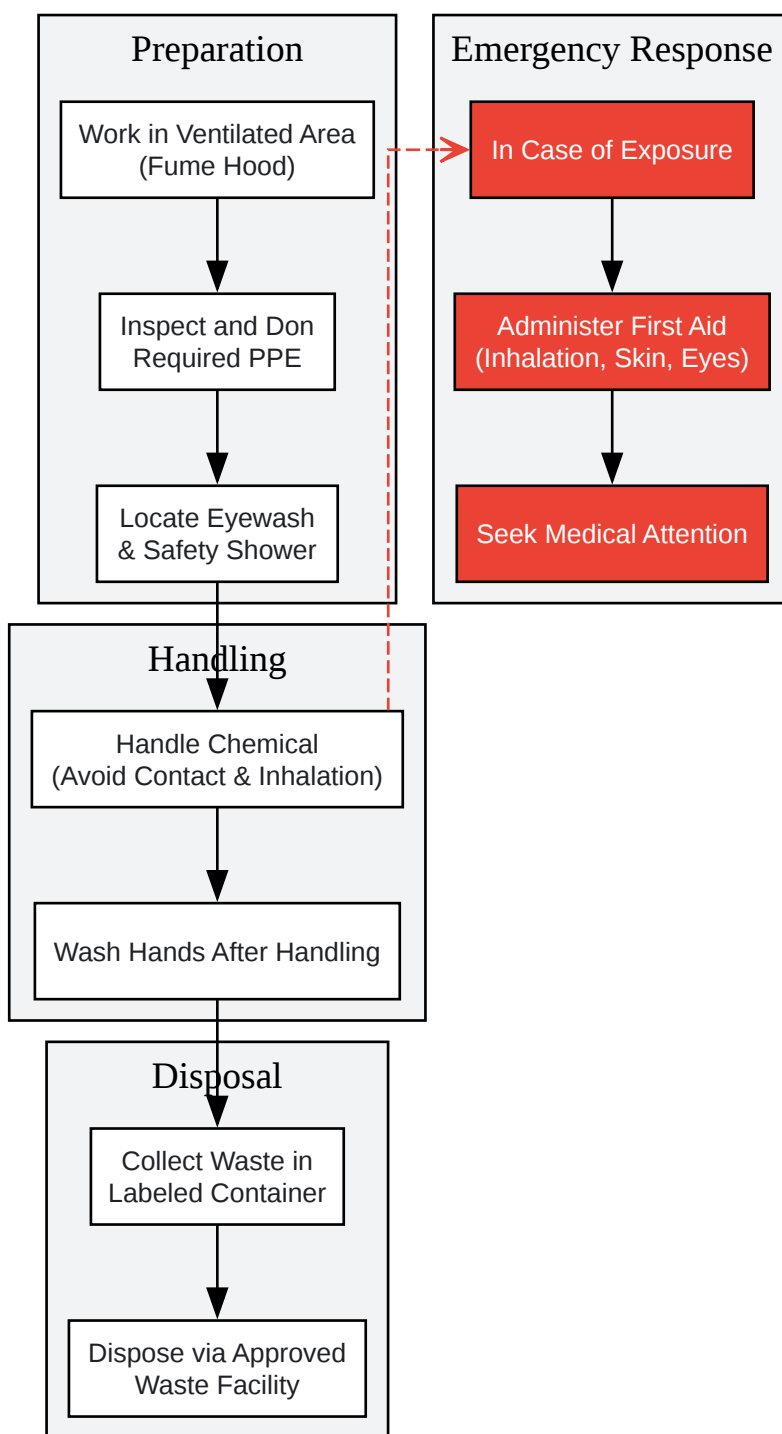 Preparation
Work in Ventilated Area
(Fume Hood)
Inspect and Don
Required PPE
Locate Eyewash
& Safety Shower
Emergency Response
In Case of Exposure
Administer First Aid
(Inhalation, Skin, Eyes)
Seek Medical Attention
Handling
Handle Chemical
(Avoid Contact & Inhalation)
Wash Hands After Handling
Disposal
Collect Waste in
Labeled Container
Dispose via Approved
Waste Facility